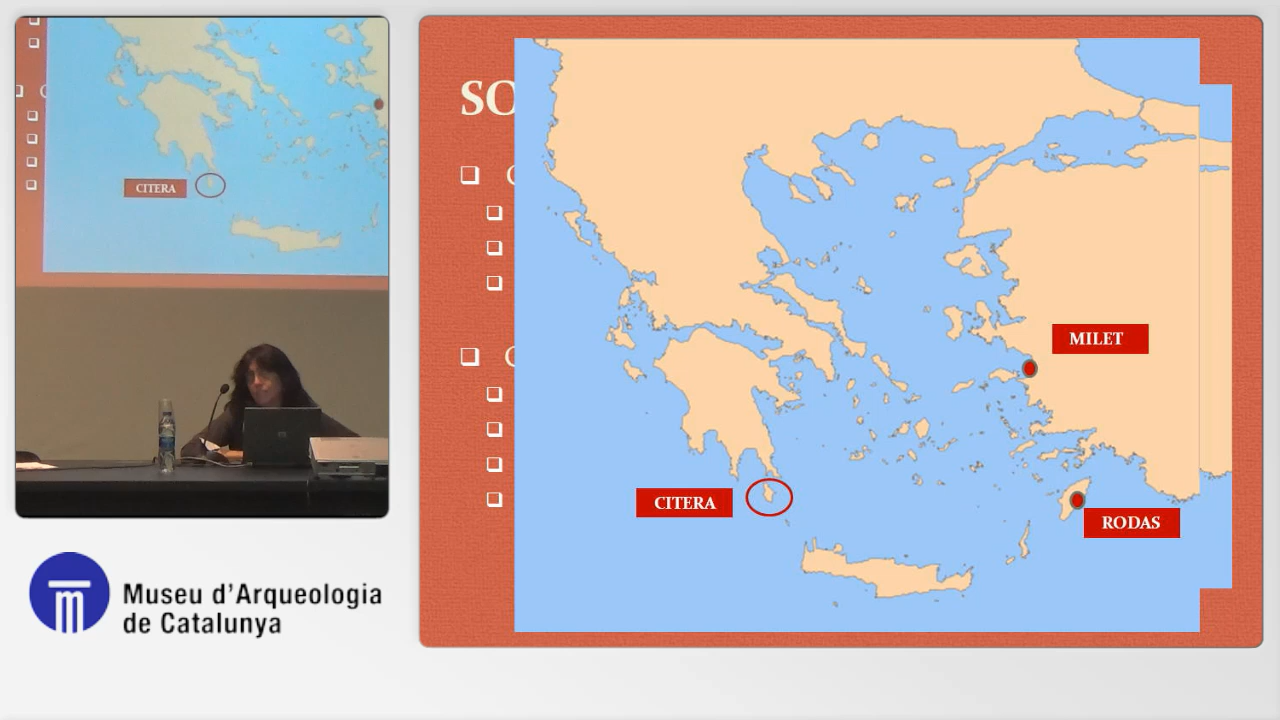 CITERA
Museu d'Arqueologia
de Catalunya
SO
MILET
CITERA
RODAS